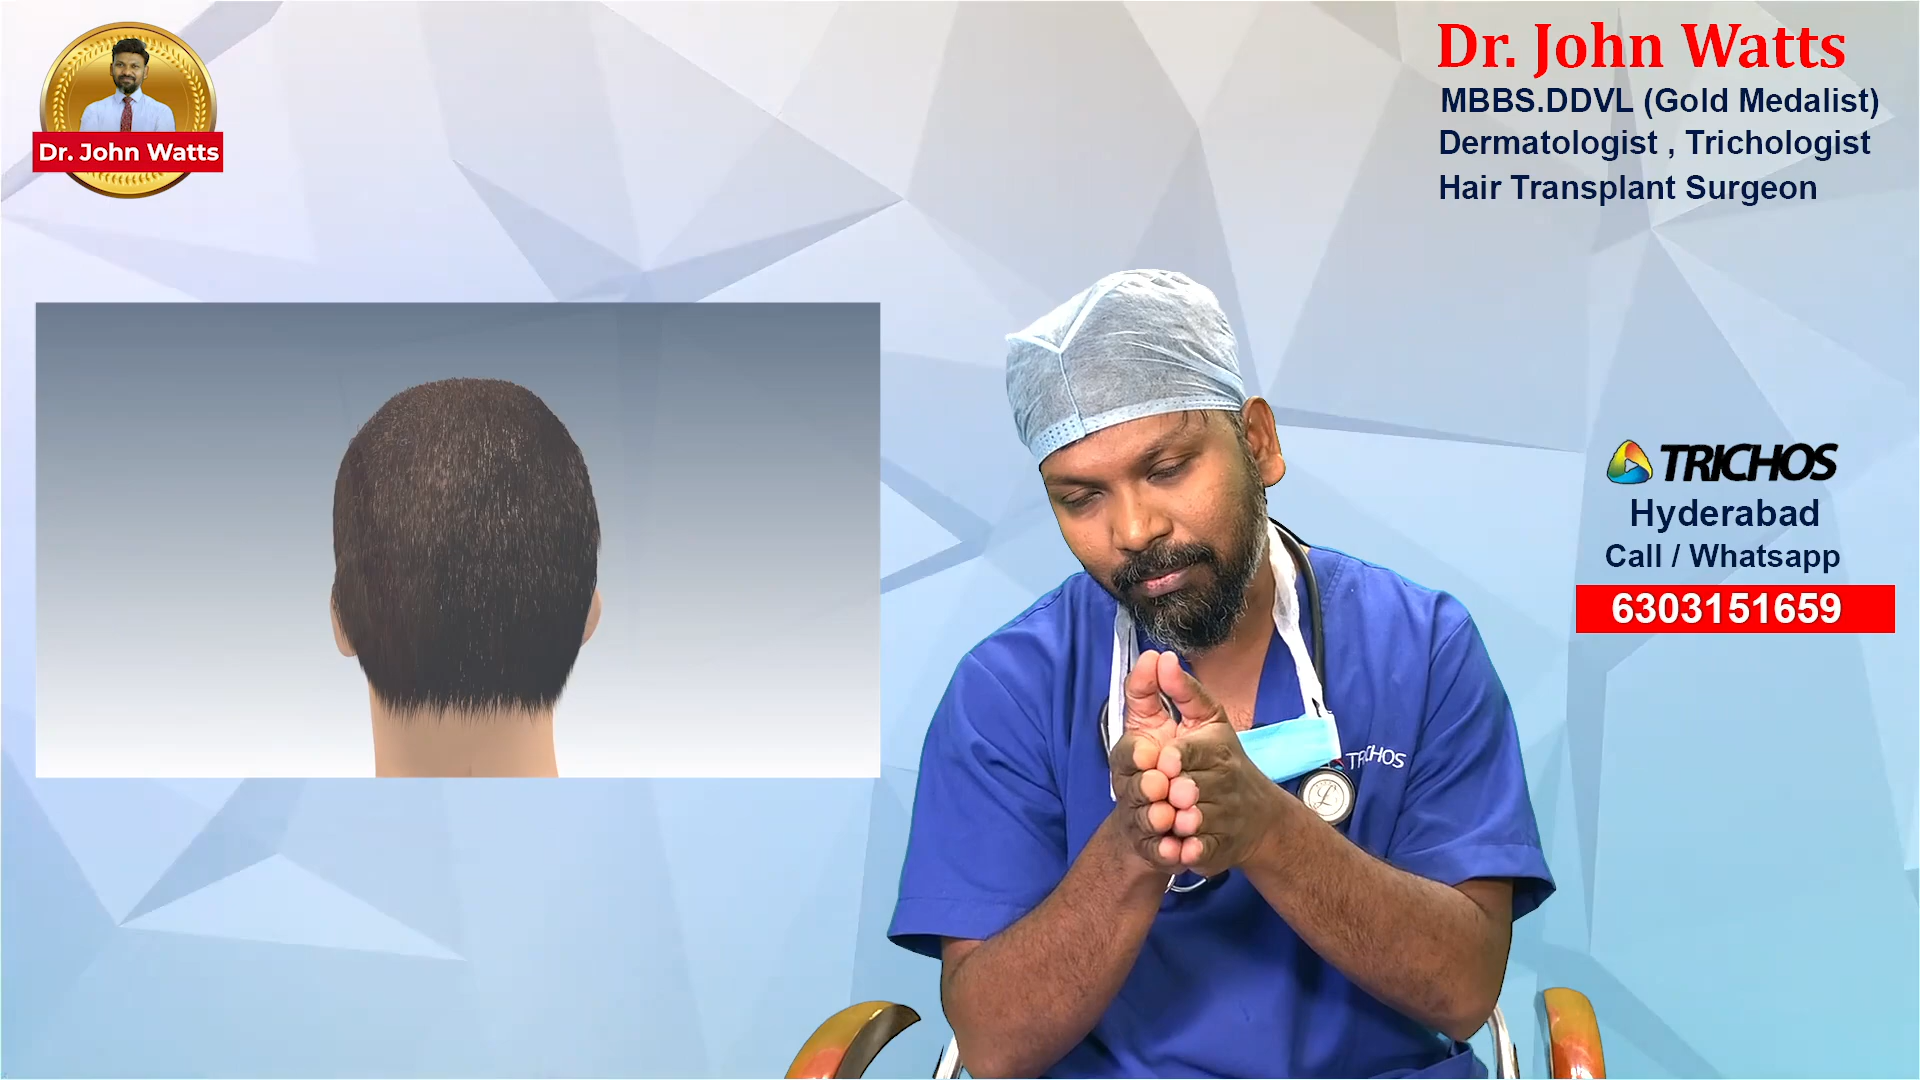 Dr. John Watts
Dr. John Watts
MBBS.DDVL (Gold Medalist)
Dermatologist , Trichologist
Hair Transplant Surgeon
TRICHOS
Hyderabad
Call / Whatsapp
6303151659
TRICHOS